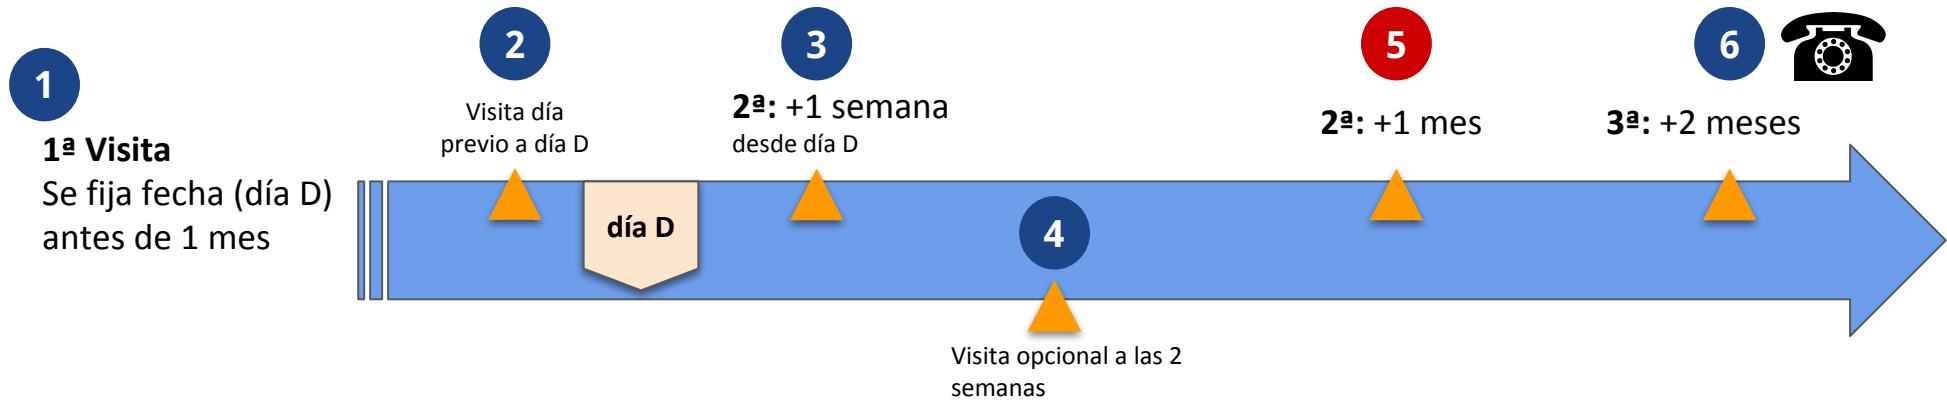 1
1ª Visita
Se fija fecha (día D)
antes de 1 mes
2
Visita día
previo a día D
día D
3
2ª: +1 semana
desde día D
4
Visita opcional a las 2
semanas
5
2ª: +1 mes
6
3ª: +2 meses